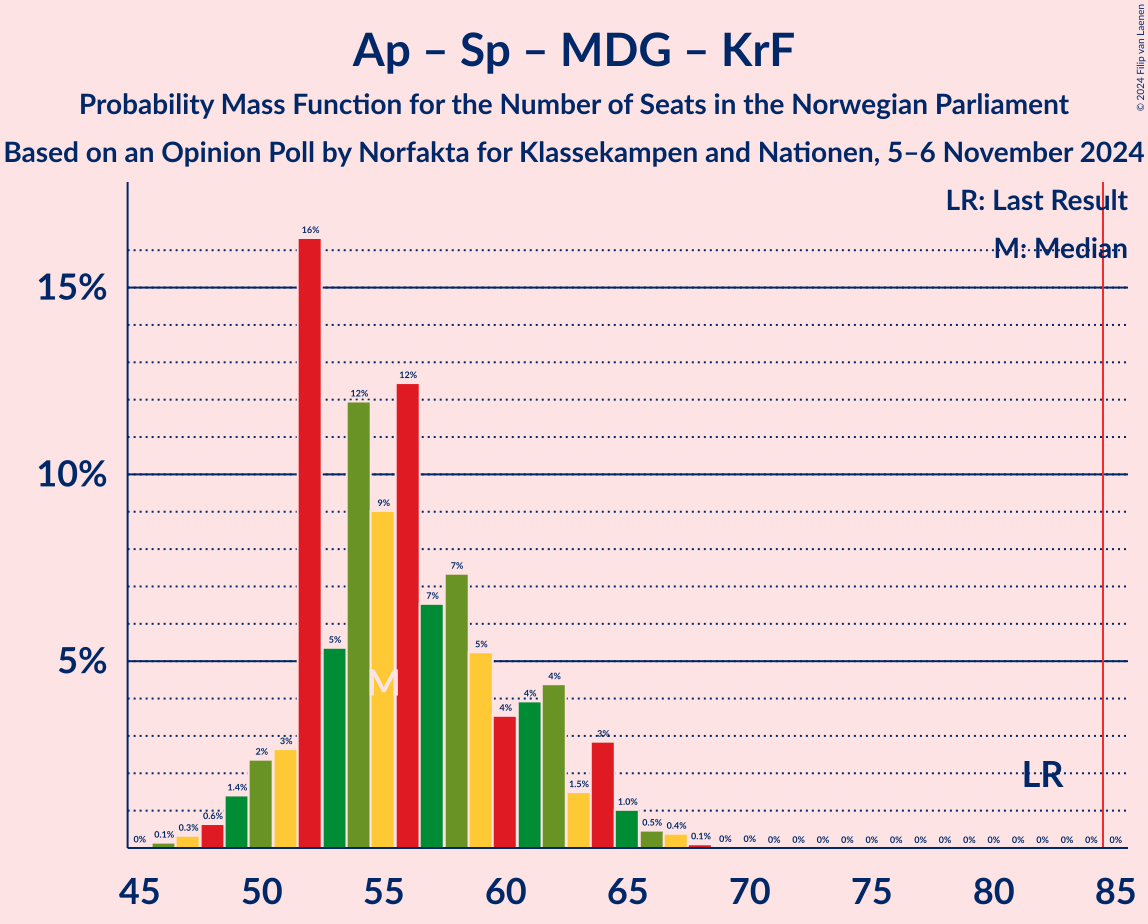 Ap – Sp – MDG – KrF
Probability Mass Function for the Number of Seats in the Norwegian Parliament
Based on an Opinion Poll by Norfakta for Klassekampen and Nationen, 5–6 November 2024
© 2024 Filip van Laenen
LR: Last Result
M: Median
15%
10%
5%
0% 0.1% 0.3% 0.6% 1.4% 2% 3% 16% 5% 12% 9% 12% 7% 7% 5% 4% 4% 4% 1.5% 3% 1.0% 0.5% 0.4% 0.1% 0% 0% 0% 0% 0% 0% 0% 0% 0% 0% 0% 0% 0% 0% 0% 0% 0%
M
LR
45 50 55 60 65 70 75 80 85